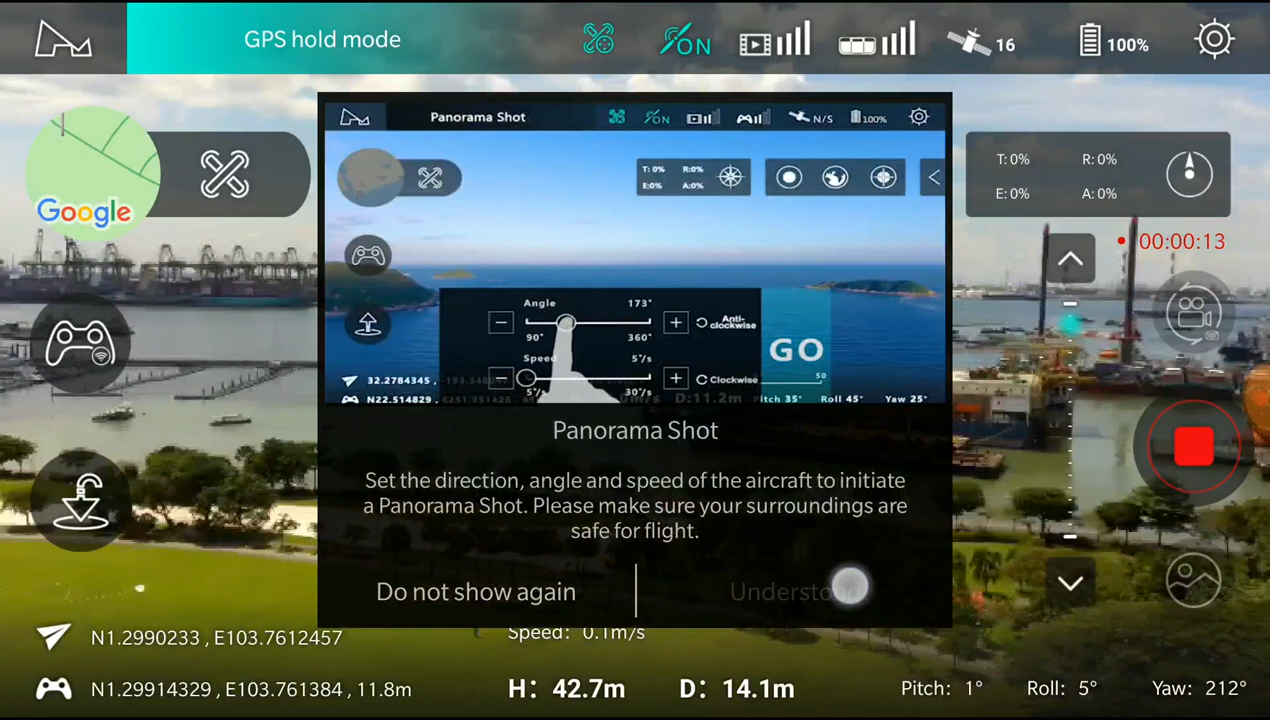 GPS hold mode
ON
16
100%
Google
T: 0%
R: 0%
E: 0%
A: 0%
00:00:13
Panorama Shot
ON
N/S
100%
T: 0%
R: 0%
E: 0%
A: 0%
Angle
173°
Anti-
clockwise
90°
360°
GO
Speed
5°/s
Clockwise
50
5°/s
30°/s
32.2784345 ,
N22.514829 ,
D:11.2m
Pitch 35°
Roll 45°
Yaw 25°
Panorama Shot
Set the direction, angle and speed of the aircraft to initiate
a Panorama Shot. Please make sure your surroundings are
safe for flight.
Do not show again
Understood
N1.2990233 , E103.7612457
Speed: 0.1m/s
N1.29914329 , E103.761384 , 11.8m
H: 42.7m
D: 14.1m
Pitch: 1°
Roll: 5°
Yaw: 212°